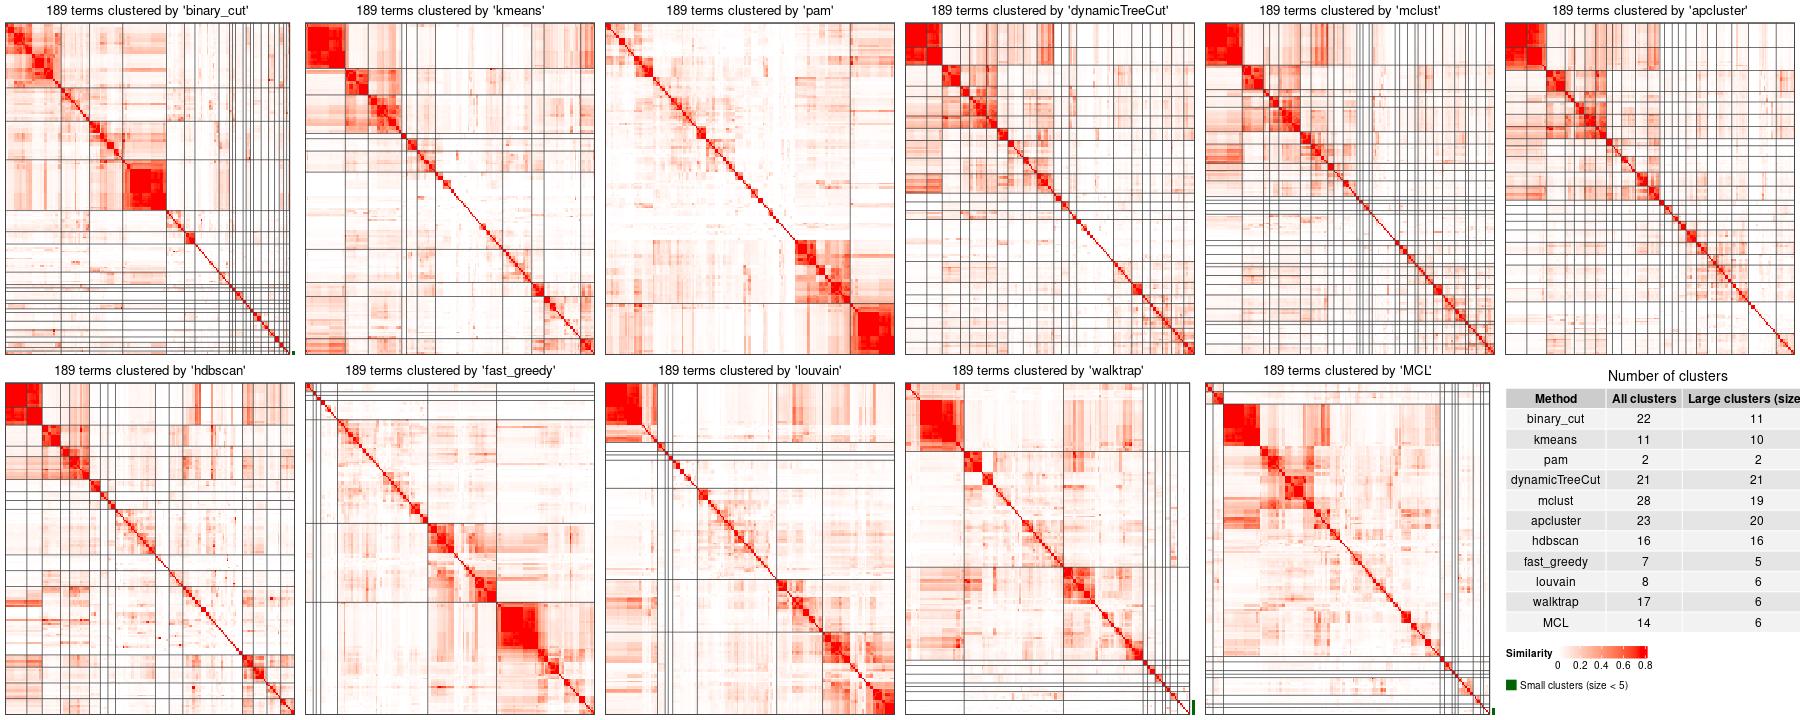 189 terms clustered by 'binary_cut'
189 terms clustered by 'kmeans'
189 terms clustered by 'pam'
189 terms clustered by 'dynamicTreeCut'
189 terms clustered by 'mclust'
189 terms clustered by 'apcluster'
189 terms clustered by 'hdbscan'
189 terms clustered by 'fast_greedy'
189 terms clustered by 'louvain'
189 terms clustered by 'walktrap'
189 terms clustered by 'MCL'
Number of clusters
Method All clusters Large clusters (size
binary_cut 22 11
kmeans 11 10
pam 2 2
dynamicTreeCut 21 21
mclust 28 19
apcluster 23 20
hdbscan 16 16
fast_greedy 7 5
louvain 8 6
walktrap 17 6
MCL 14 6
Similarity
0 0.2 0.4 0.6 0.8
Small clusters (size < 5)